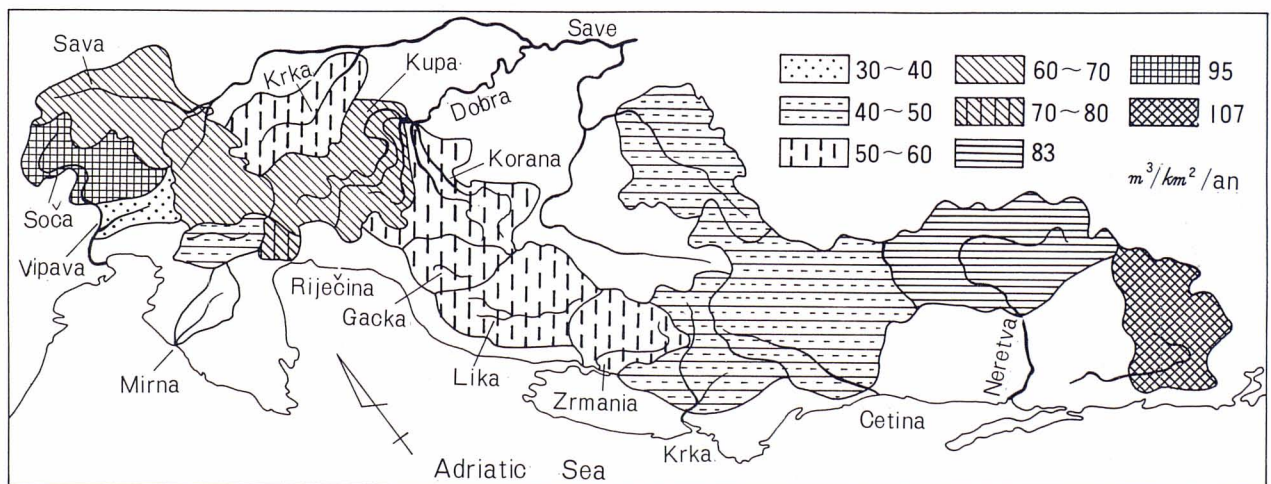 Save
Sava
Krka
Kupa
Dobra
Korana
Soča
Vipava
Riječina
Gacka
Mirna
Lika
Zrmania
Krka
Cetina
Neretva
Adriatic Sea
30~40
60~70
95
40~50
70~80
107
50~60
83
m³/km²/an